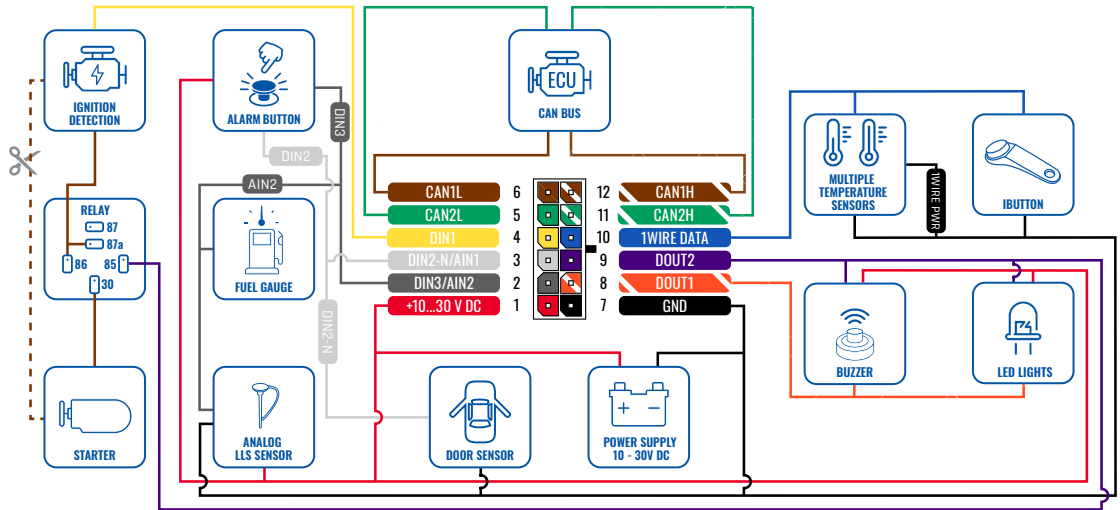 IGNITION
DETECTION
ALARM BUTTON
DIN3
DIN2
AIN2
ECU
CAN BUS
MULTIPLE
TEMPERATURE
SENSORS
1WIRE PWR
IBUTTON
RELAY
87
87a
86
85
30
FUEL GAUGE
CAN1L 6
CAN2L 5
DIN1 4
DIN2-N/AIN1 3
DIN3/AIN2 2
+10...30 V DC 1
12 CAN1H
11 CAN2H
10 1WIRE DATA
9 DOUT2
8 DOUT1
7 GND
DIN2-N
BUZZER
LED LIGHTS
STARTER
ANALOG
LLS SENSOR
DOOR SENSOR
POWER SUPPLY
10 - 30V DC